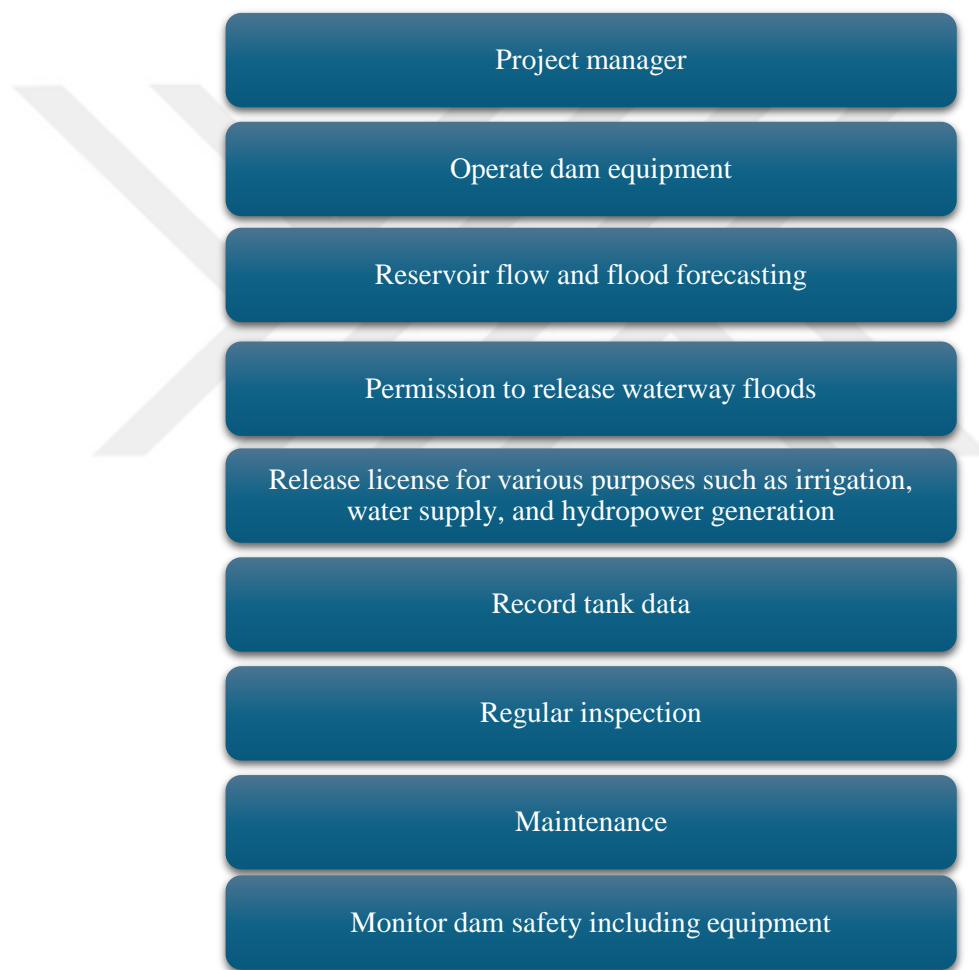 Project manager
Operate dam equipment
Reservoir flow and flood forecasting
Permission to release waterway floods
Release license for various purposes such as irrigation,
water supply, and hydropower generation
Record tank data
Regular inspection
Maintenance
Monitor dam safety including equipment